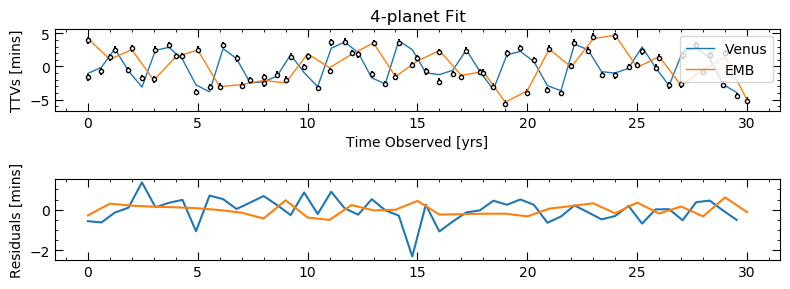 4-planet Fit
TTVs [mins]
5
0
−5
Venus
EMB
0 5 10 15 20 25 30
Time Observed [yrs]
Residuals [mins]
0
−2
0 5 10 15 20 25 30